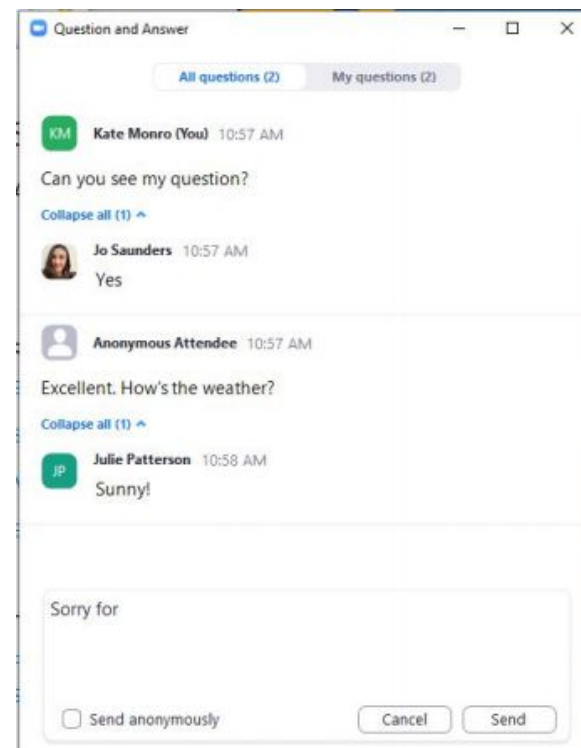 Question and Answer
All questions (2) My questions (2)
KM Kate Monro (You) 10:57 AM
Can you see my question?
Collapse all (1)
Jo Saunders 10:57 AM
Yes
Anonymous Attendee 10:57 AM
Excellent. How's the weather?
Collapse all (1)
JP Julie Patterson 10:58 AM
Sunny!
Sorry for
Send anonymously Cancel Send